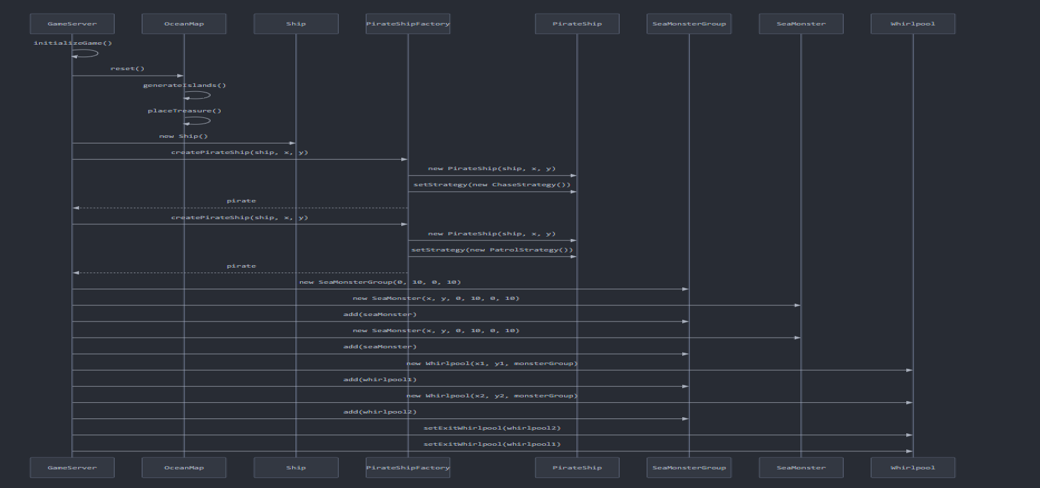 GameServer OceanMap Ship PirateShipFactory PirateShip SeaMonsterGroup SeaMonster Whirlpool
initializeGame()
reset()
generateIslands()
placeTreasure()
new Ship()
createPirateShip(ship, x, y)
new PirateShip(ship, x, y)
setStrategy(new ChaseStrategy())
pirate
createPirateShip(ship, x, y)
new PirateShip(ship, x, y)
setStrategy(new PatrolStrategy())
pirate
new SeaMonsterGroup(0, 10, 0, 10)
new SeaMonster(x, y, 0, 10, 0, 10)
add(seaMonster)
new SeaMonster(x, y, 0, 10, 0, 10)
add(seaMonster)
new Whirlpool(x1, y1, monsterGroup)
add(whirlpool1)
new Whirlpool(x2, y2, monsterGroup)
add(whirlpool2)
setExitWhirlpool(whirlpool2)
setExitWhirlpool(whirlpool1)
GameServer OceanMap Ship PirateShipFactory PirateShip SeaMonsterGroup SeaMonster Whirlpool